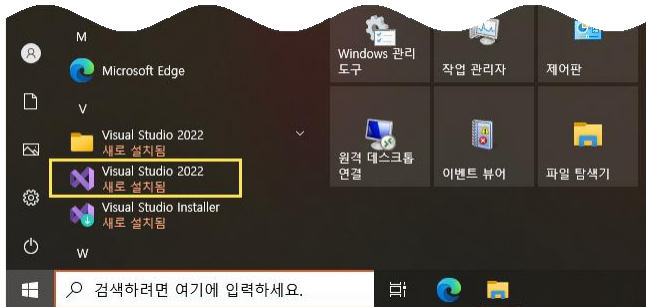 M
Microsoft Edge
V
Visual Studio 2022
새로 설치됨
Visual Studio 2022
새로 설치됨
Visual Studio Installer
새로 설치됨
W
Windows 관리
도구
작업 관리자
제어판
원격 데스크톱
연결
이벤트 뷰어
파일 탐색기
검색하려면 여기에 입력하세요.